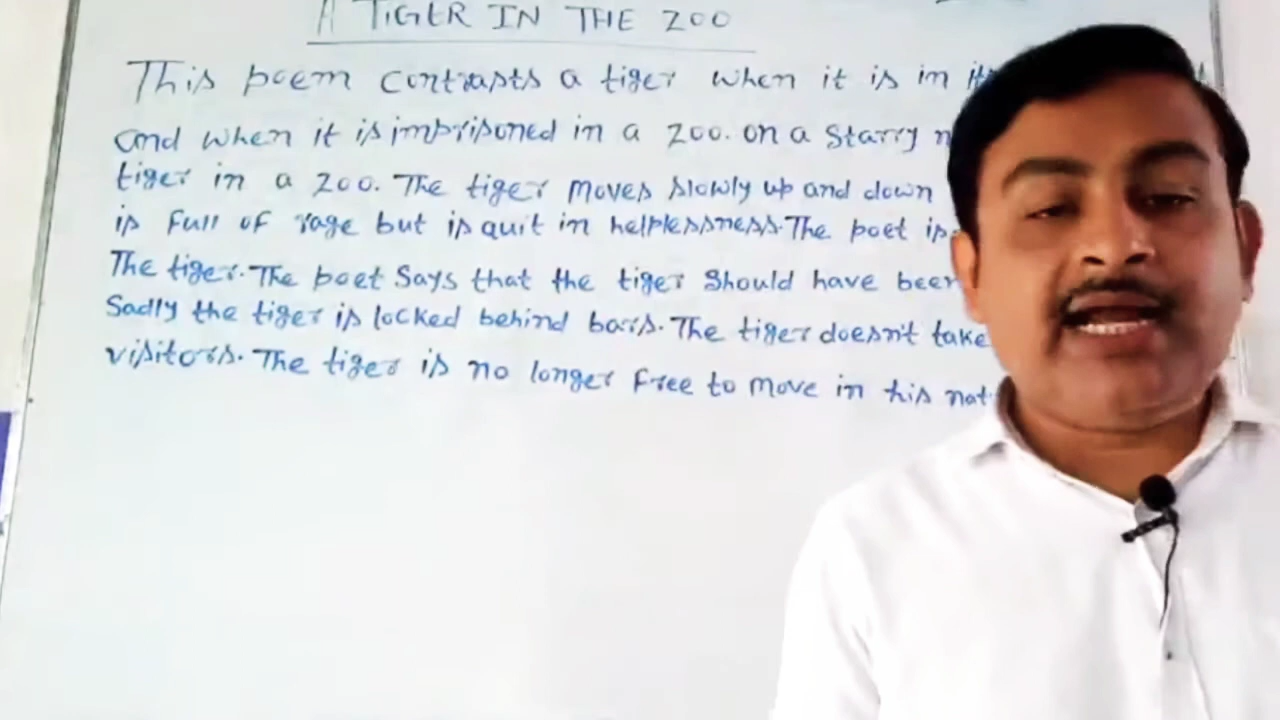 A TIGER IN THE ZOO
This poem contrasts a tiger when it is in
and when it is imprisoned in a zoo. on a starry
tiger in a zoo. The tiger moves slowly up and down
is full of rage but is quit in helplessness. The poet is
The tiger. The poet says that the tiger should have been
Sadly the tiger is locked behind bars. The tiger doesn't take
visitors. The tiger is no longer free to move in his